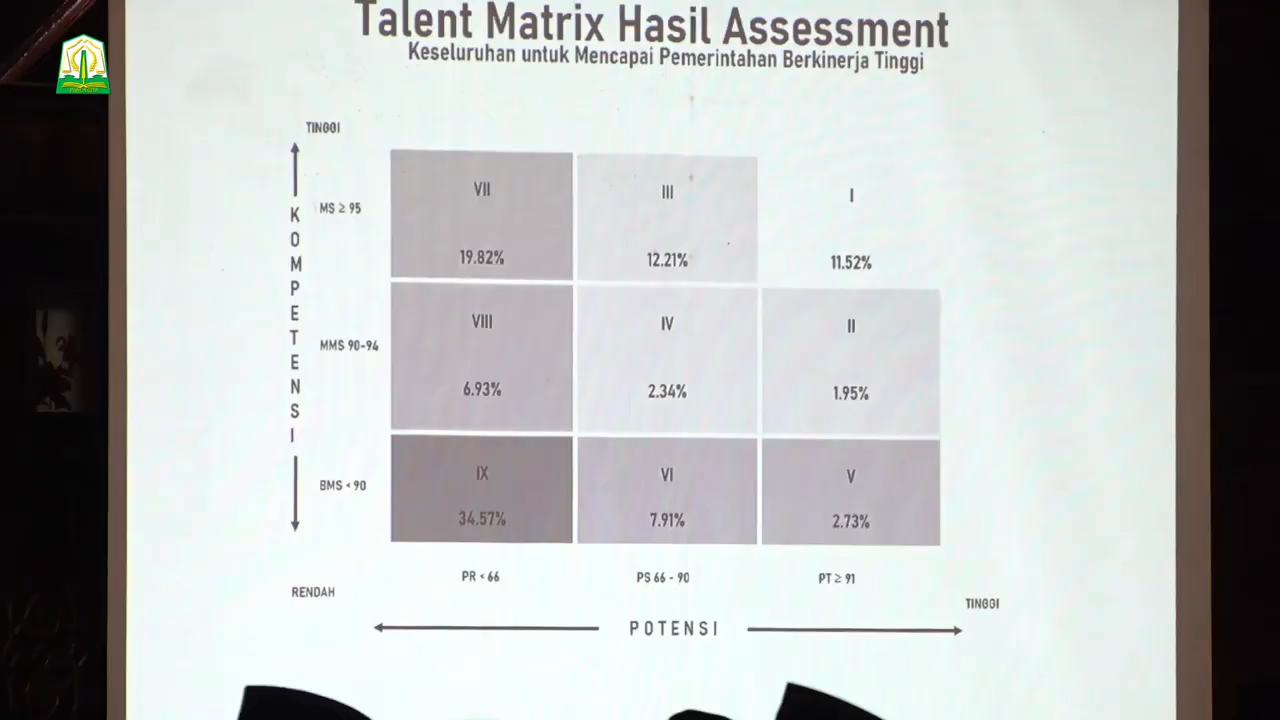 Talent Matrix Hasil Assessment
Keseluruhan untuk Mencapai Pemerintahan Berkinerja Tinggi
TINGGI
KOMPETENSI
MS ≥ 95
VII
III
I
19.82%
12.21%
11.52%
MMS 90-94
VIII
IV
II
6.93%
2.34%
1.95%
BMS < 90
IX
VI
V
34.57%
7.91%
2.73%
PR < 66
PS 66 - 90
PT ≥ 91
RENDAH
TINGGI
POTENSI